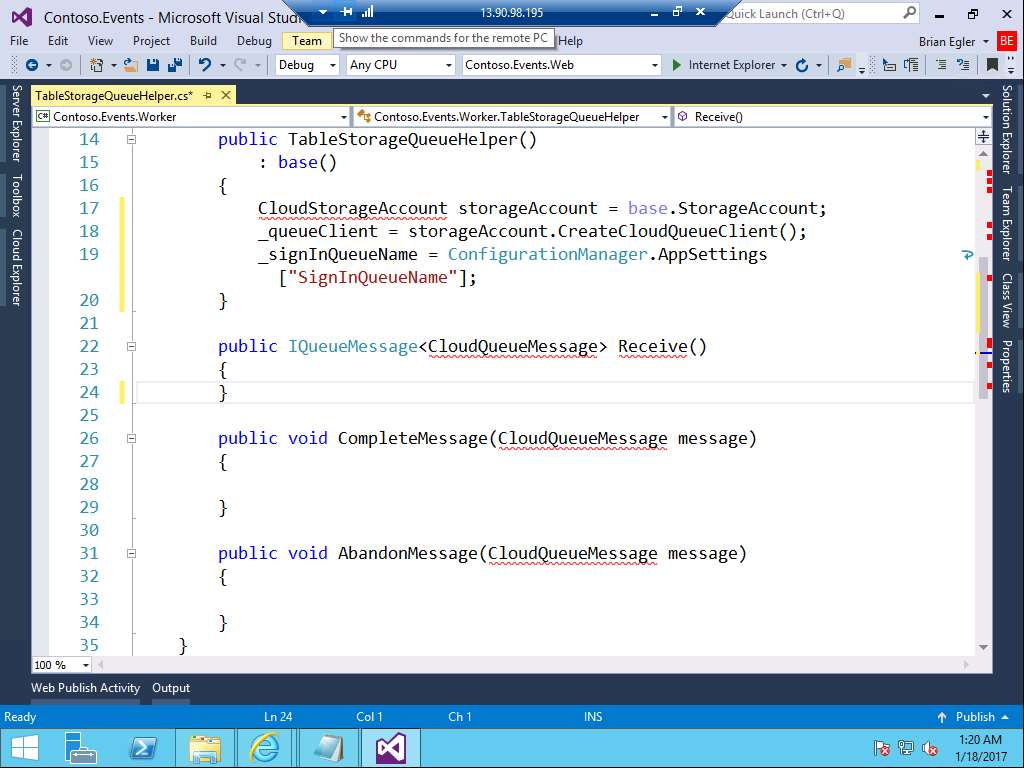 Contoso.Events - Microsoft Visual Studi
13.90.98.195
Quick Launch (Ctrl+Q)
File Edit View Project Build Debug Team Help
Show the commands for the remote PC
Brian Egler BE
Debug Any CPU Contoso.Events.Web Internet Explorer
TableStorageQueueHelper.cs*
Contoso.Events.Worker Contoso.Events.Worker.TableStorageQueueHelper Receive()
Server Explorer
Toolbox
Cloud Explorer
14 public TableStorageQueueHelper()
15 : base()
16 {
17 CloudStorageAccount storageAccount = base.StorageAccount;
18 _queueClient = storageAccount.CreateCloudQueueClient();
19 _signInQueueName = ConfigurationManager.AppSettings
["SignInQueueName"];
20 }
21
22 public IQueueMessage<CloudQueueMessage> Receive()
23 {
24 }
25
26 public void CompleteMessage(CloudQueueMessage message)
27 {
28
29 }
30
31 public void AbandonMessage(CloudQueueMessage message)
32 {
33
34 }
35 }
Solution Explorer
Team Explorer
Class View
Properties
100 %
Web Publish Activity Output
Ready Ln 24 Col 1 Ch 1 INS Publish
1:20 AM
1/18/2017